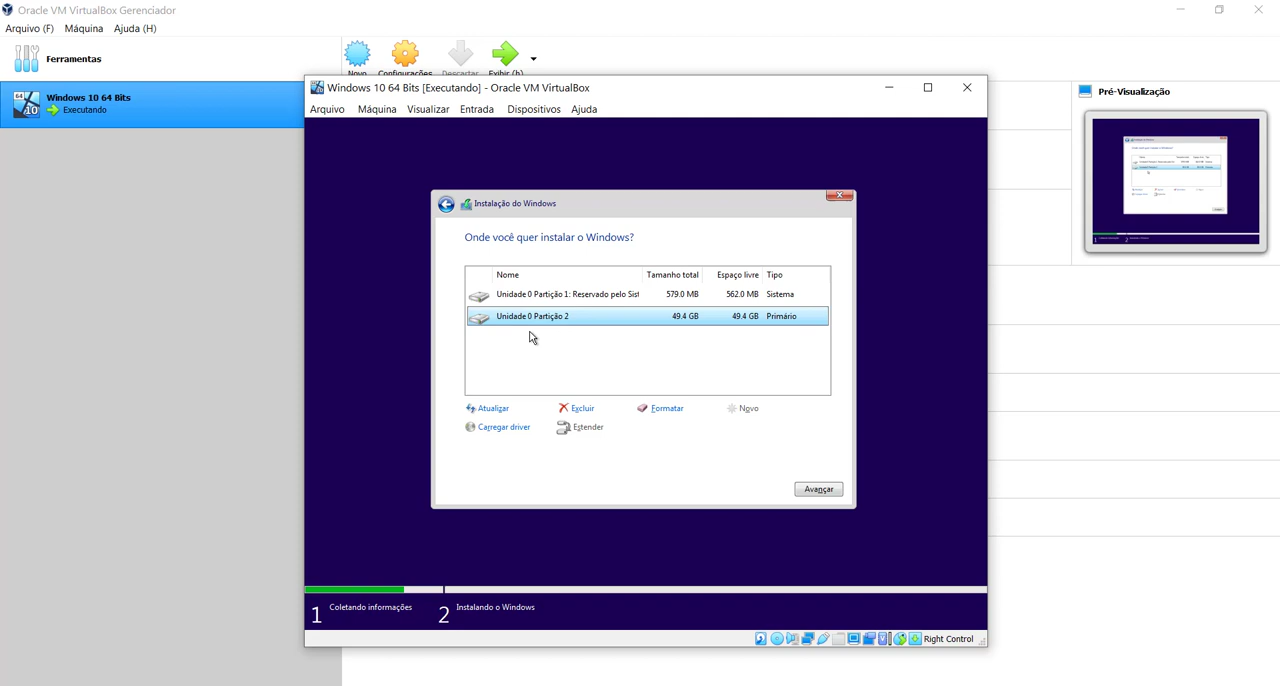 Oracle VM VirtualBox Gerenciador
Arquivo (F) Máquina Ajuda (H)
Ferramentas
Novo Configurações Descartar Exibir (h)
64
10
Windows 10 64 Bits
Executando
Pré-Visualização
Windows 10 64 Bits [Executando] - Oracle VM VirtualBox
Arquivo Máquina Visualizar Entrada Dispositivos Ajuda
Instalação do Windows
Onde você quer instalar o Windows?
Nome Tamanho total Espaço livre Tipo
Unidade 0 Partição 1: Reservado pelo Sist 579.0 MB 562.0 MB Sistema
Unidade 0 Partição 2 49.4 GB 49.4 GB Primário
Atualizar Excluir Formatar Novo
Carregar driver Estender
Avançar
1 Coletando informações 2 Instalando o Windows
Right Control